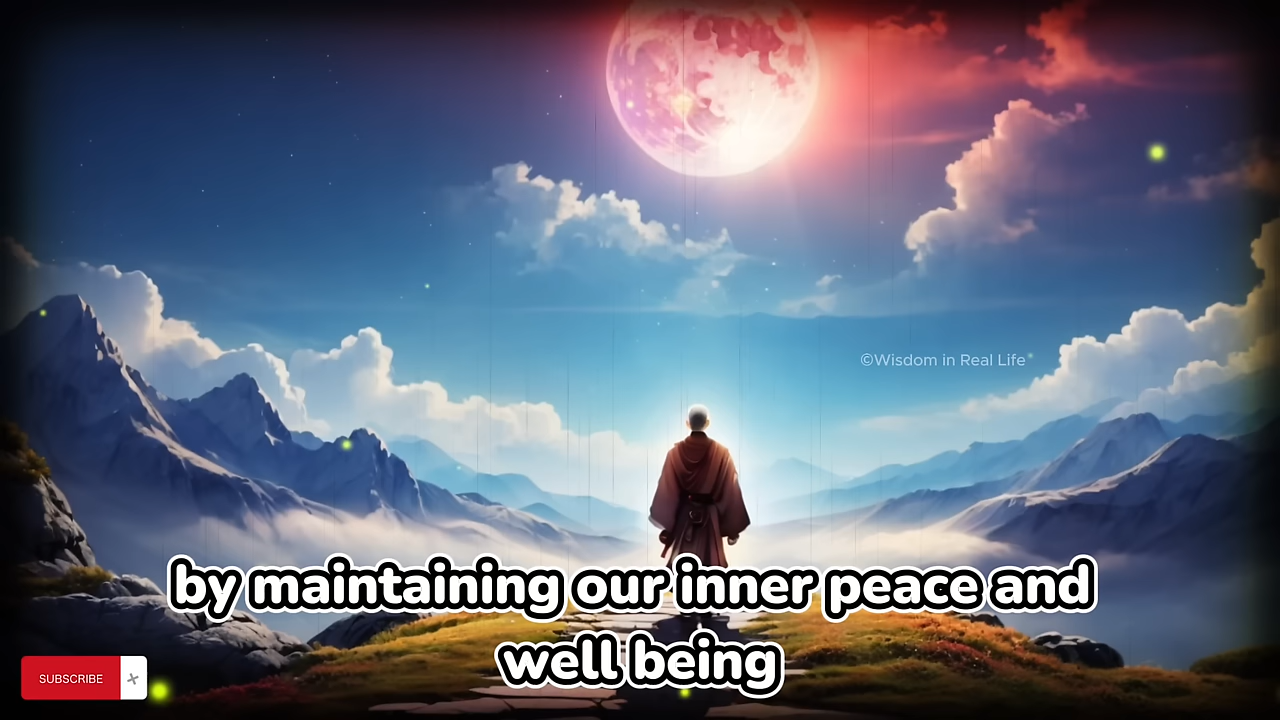 ©Wisdom in Real Life
by maintaining our inner peace and
well being
SUBSCRIBE